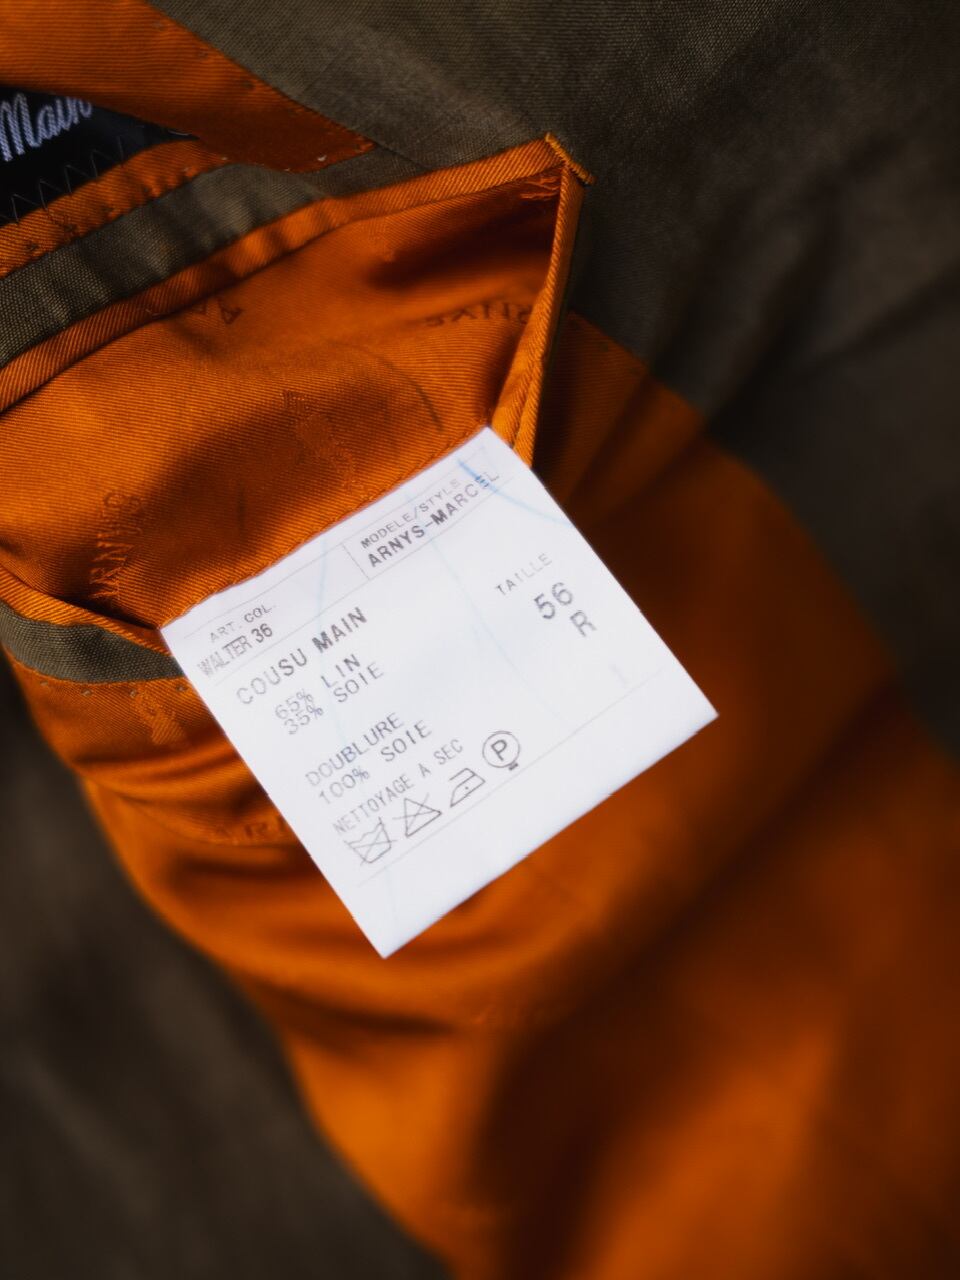 Main
ARNYS
ART. COL.
WALTER 36
MODELE/STYLE
ARNYS-MARCEL
COUSU MAIN
65% LIN
35% SOIE
TAILLE
56
R
DOUBLURE
100% SOIE
NETTOYAGE A SEC
P